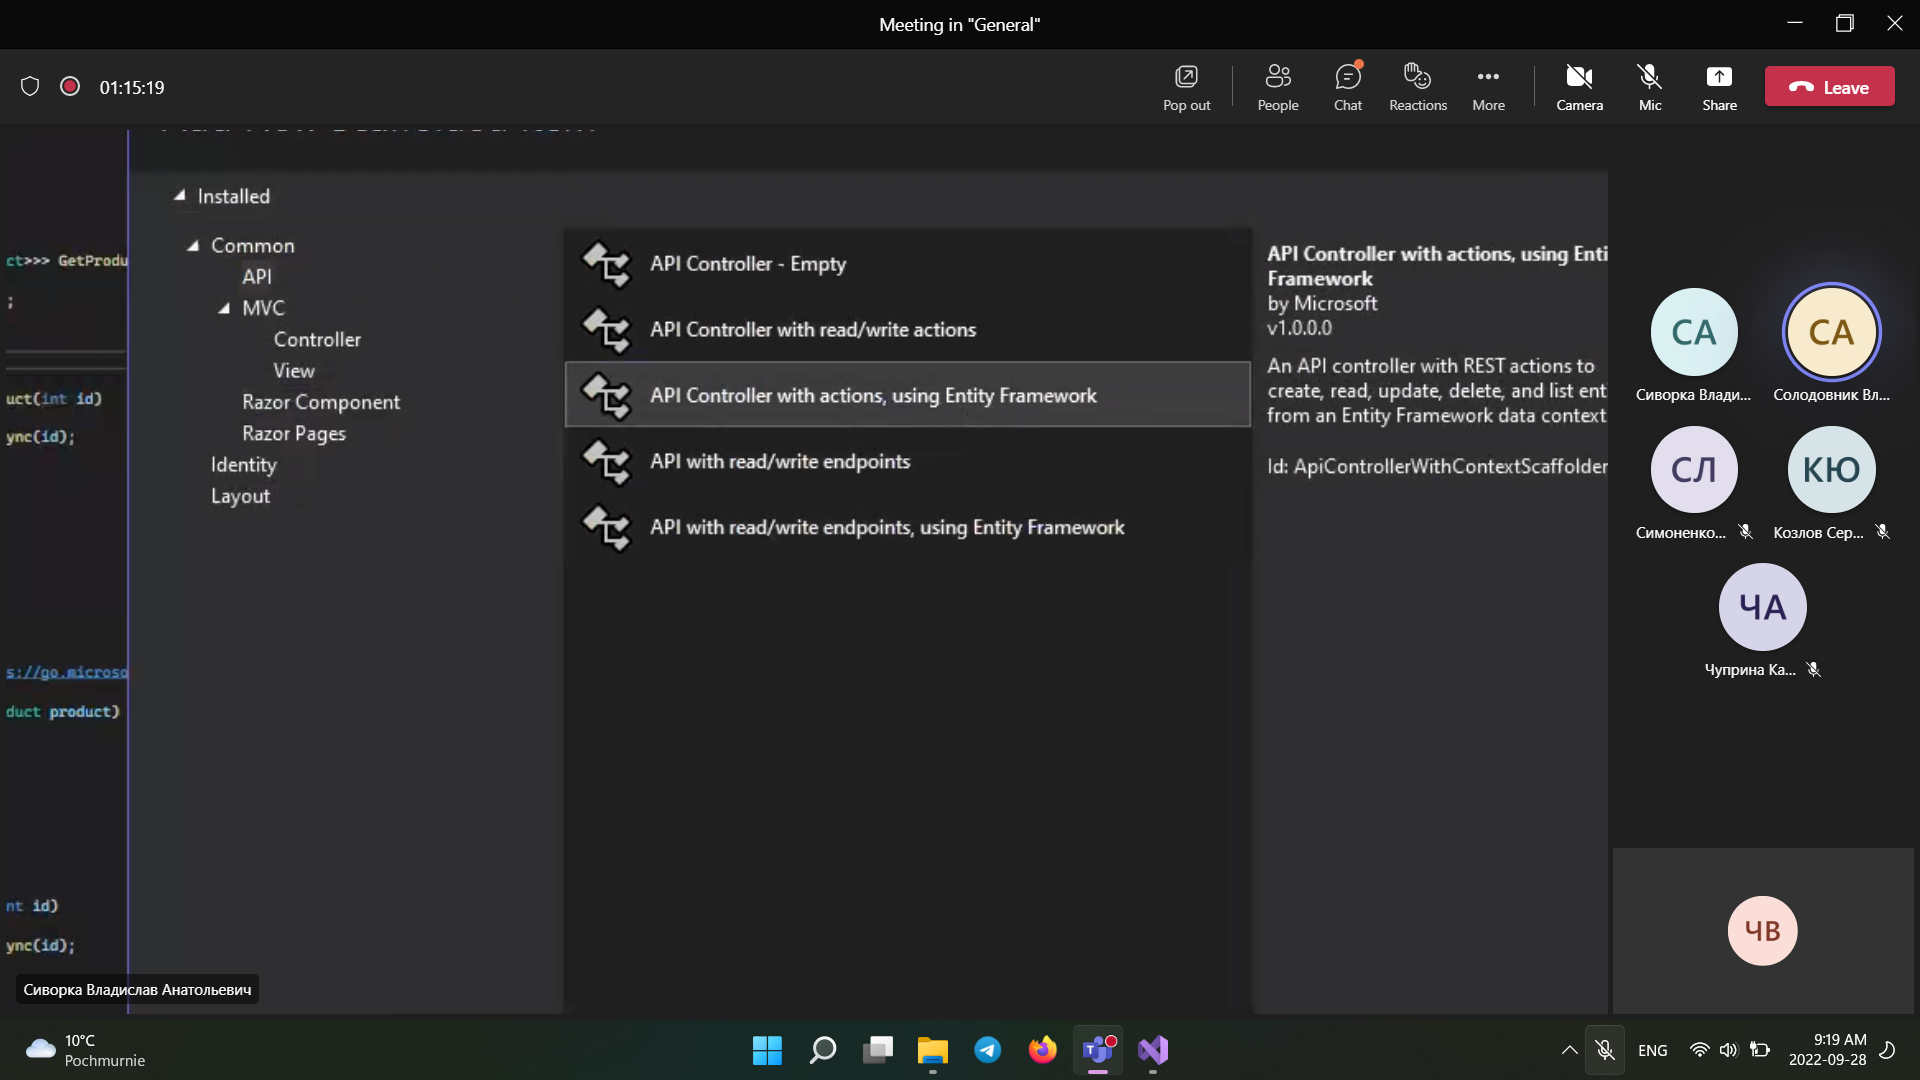 Meeting in "General"
01:15:19
Pop out
People
Chat
Reactions
More
Camera
Mic
Share
Leave
Installed
Common
API
MVC
Controller
View
Razor Component
Razor Pages
Identity
Layout
ct>>> GetProdu
;
uct(int id)
ync(id);
s://go.microso
duct product)
nt id)
ync(id);
API Controller - Empty
API Controller with read/write actions
API Controller with actions, using Entity Framework
API with read/write endpoints
API with read/write endpoints, using Entity Framework
API Controller with actions, using Enti
Framework
by Microsoft
v1.0.0.0
An API controller with REST actions to
create, read, update, delete, and list ent
from an Entity Framework data context
Id: ApiControllerWithContextScaffolder
СА
Сиворка Влади...
СА
Солодовник Вл...
СЛ
Симоненко...
КЮ
Козлов Сер...
ЧА
Чуприна Ка...
ЧВ
Сиворка Владислав Анатольевич
10°C
Pochmurnie
ENG
9:19 AM
2022-09-28